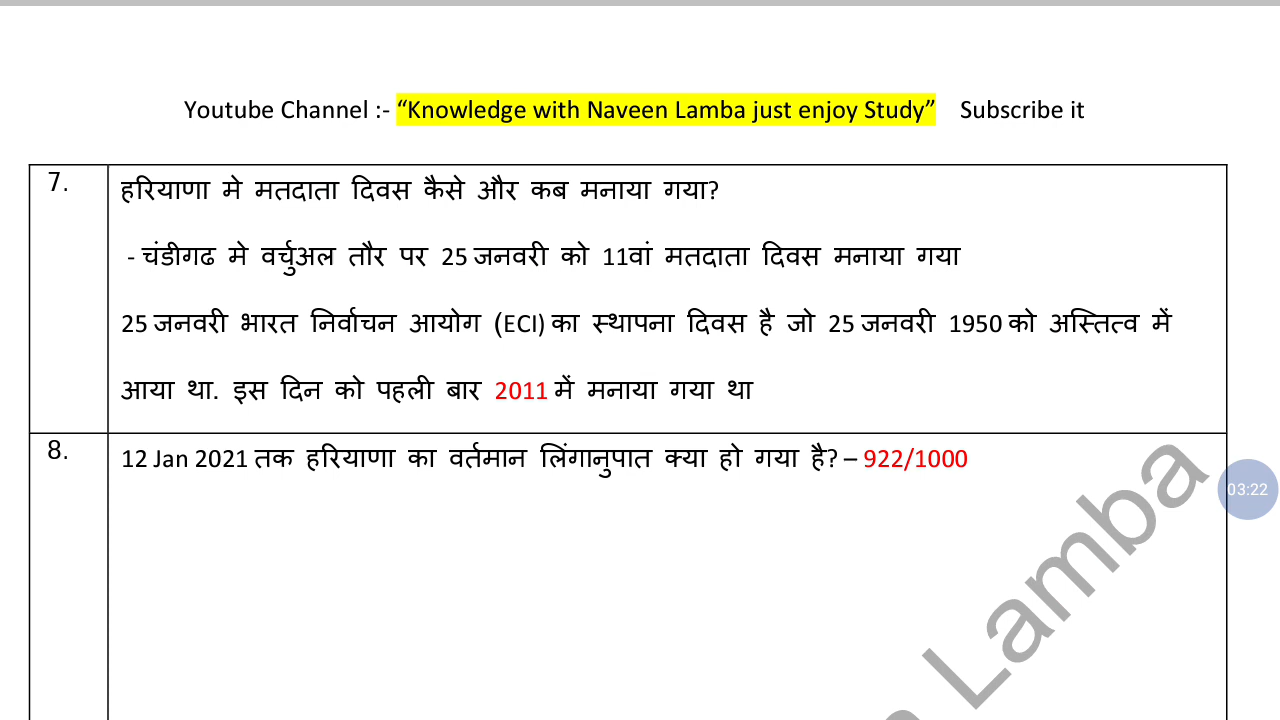 Youtube Channel :- “Knowledge with Naveen Lamba just enjoy Study” Subscribe it
7.
हरियाणा मे मतदाता दिवस कैसे और कब मनाया गया?
- चंडीगढ मे वर्चुअल तौर पर 25 जनवरी को 11वां मतदाता दिवस मनाया गया
25 जनवरी भारत निर्वाचन आयोग (ECI) का स्थापना दिवस है जो 25 जनवरी 1950 को अस्तित्व में
आया था. इस दिन को पहली बार 2011 में मनाया गया था
8.
12 Jan 2021 तक हरियाणा का वर्तमान लिंगानुपात क्या हो गया है? – 922/1000
03:22
Lamba